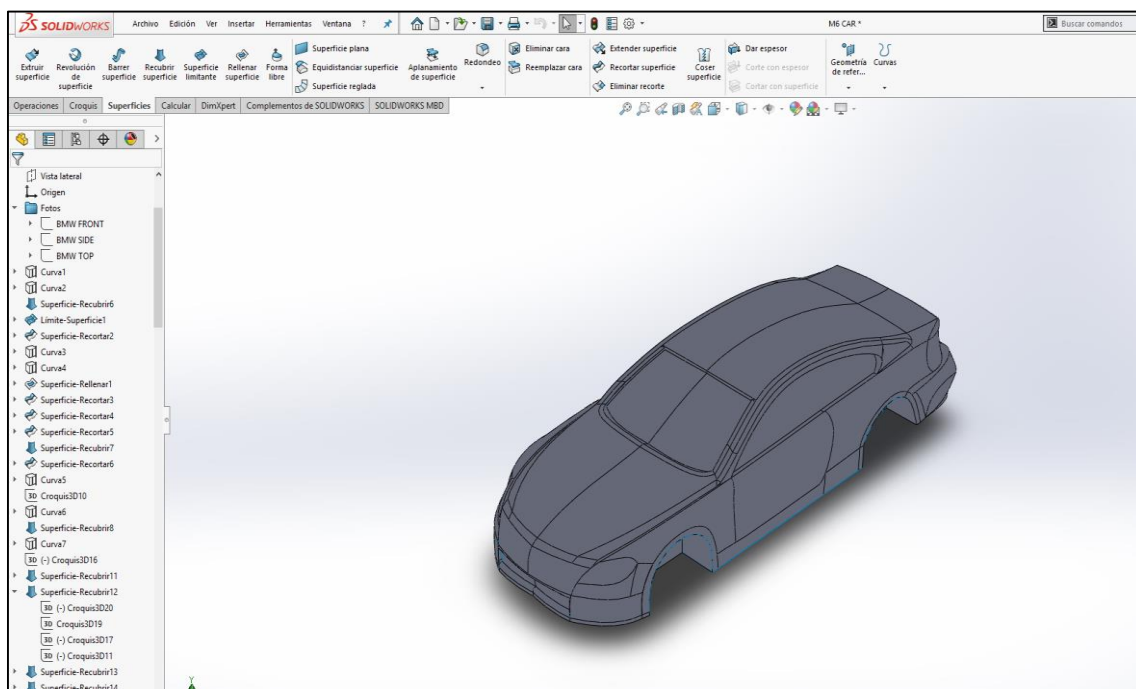 SOLIDWORKS Archivo Edición Ver Insertar Herramientas Ventana ? M6 CAR * Buscar comandos
Extruir superficie
Revolución de superficie
Barrer superficie
Recubrir superficie
Superficie limitante
Rellenar superficie
Forma libre
Superficie plana
Equidistanciar superficie
Superficie reglada
Aplanamiento de superficie
Redondeo
Eliminar cara
Reemplazar cara
Extender superficie
Recortar superficie
Eliminar recorte
Coser superficie
Dar espesor
Corte con espesor
Cortar con superficie
Geometría de refer...
Curvas
Operaciones Croquis Superficies Calcular DimXpert Complementos de SOLIDWORKS SOLIDWORKS MBD
Vista lateral
Origen
Fotos
BMW FRONT
BMW SIDE
BMW TOP
Curva1
Curva2
Superficie-Recubrir6
Límite-Superficie1
Superficie-Recortar2
Curva3
Curva4
Superficie-Rellenar1
Superficie-Recortar3
Superficie-Recortar4
Superficie-Recortar5
Superficie-Recubrir7
Superficie-Recortar6
Curva5
3D Croquis3D10
Curva6
Superficie-Recubrir8
Curva7
3D (-) Croquis3D16
Superficie-Recubrir11
Superficie-Recubrir12
3D (-) Croquis3D20
3D Croquis3D19
3D (-) Croquis3D17
3D (-) Croquis3D11
Superficie-Recubrir13
Superficie-Recubrir14
Y